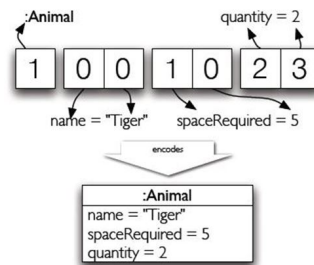 :Animal
quantity = 2
1 0 0 1 0 2 3
name = "Tiger"
spaceRequired = 5
encodes
:Animal
name = "Tiger"
spaceRequired = 5
quantity = 2